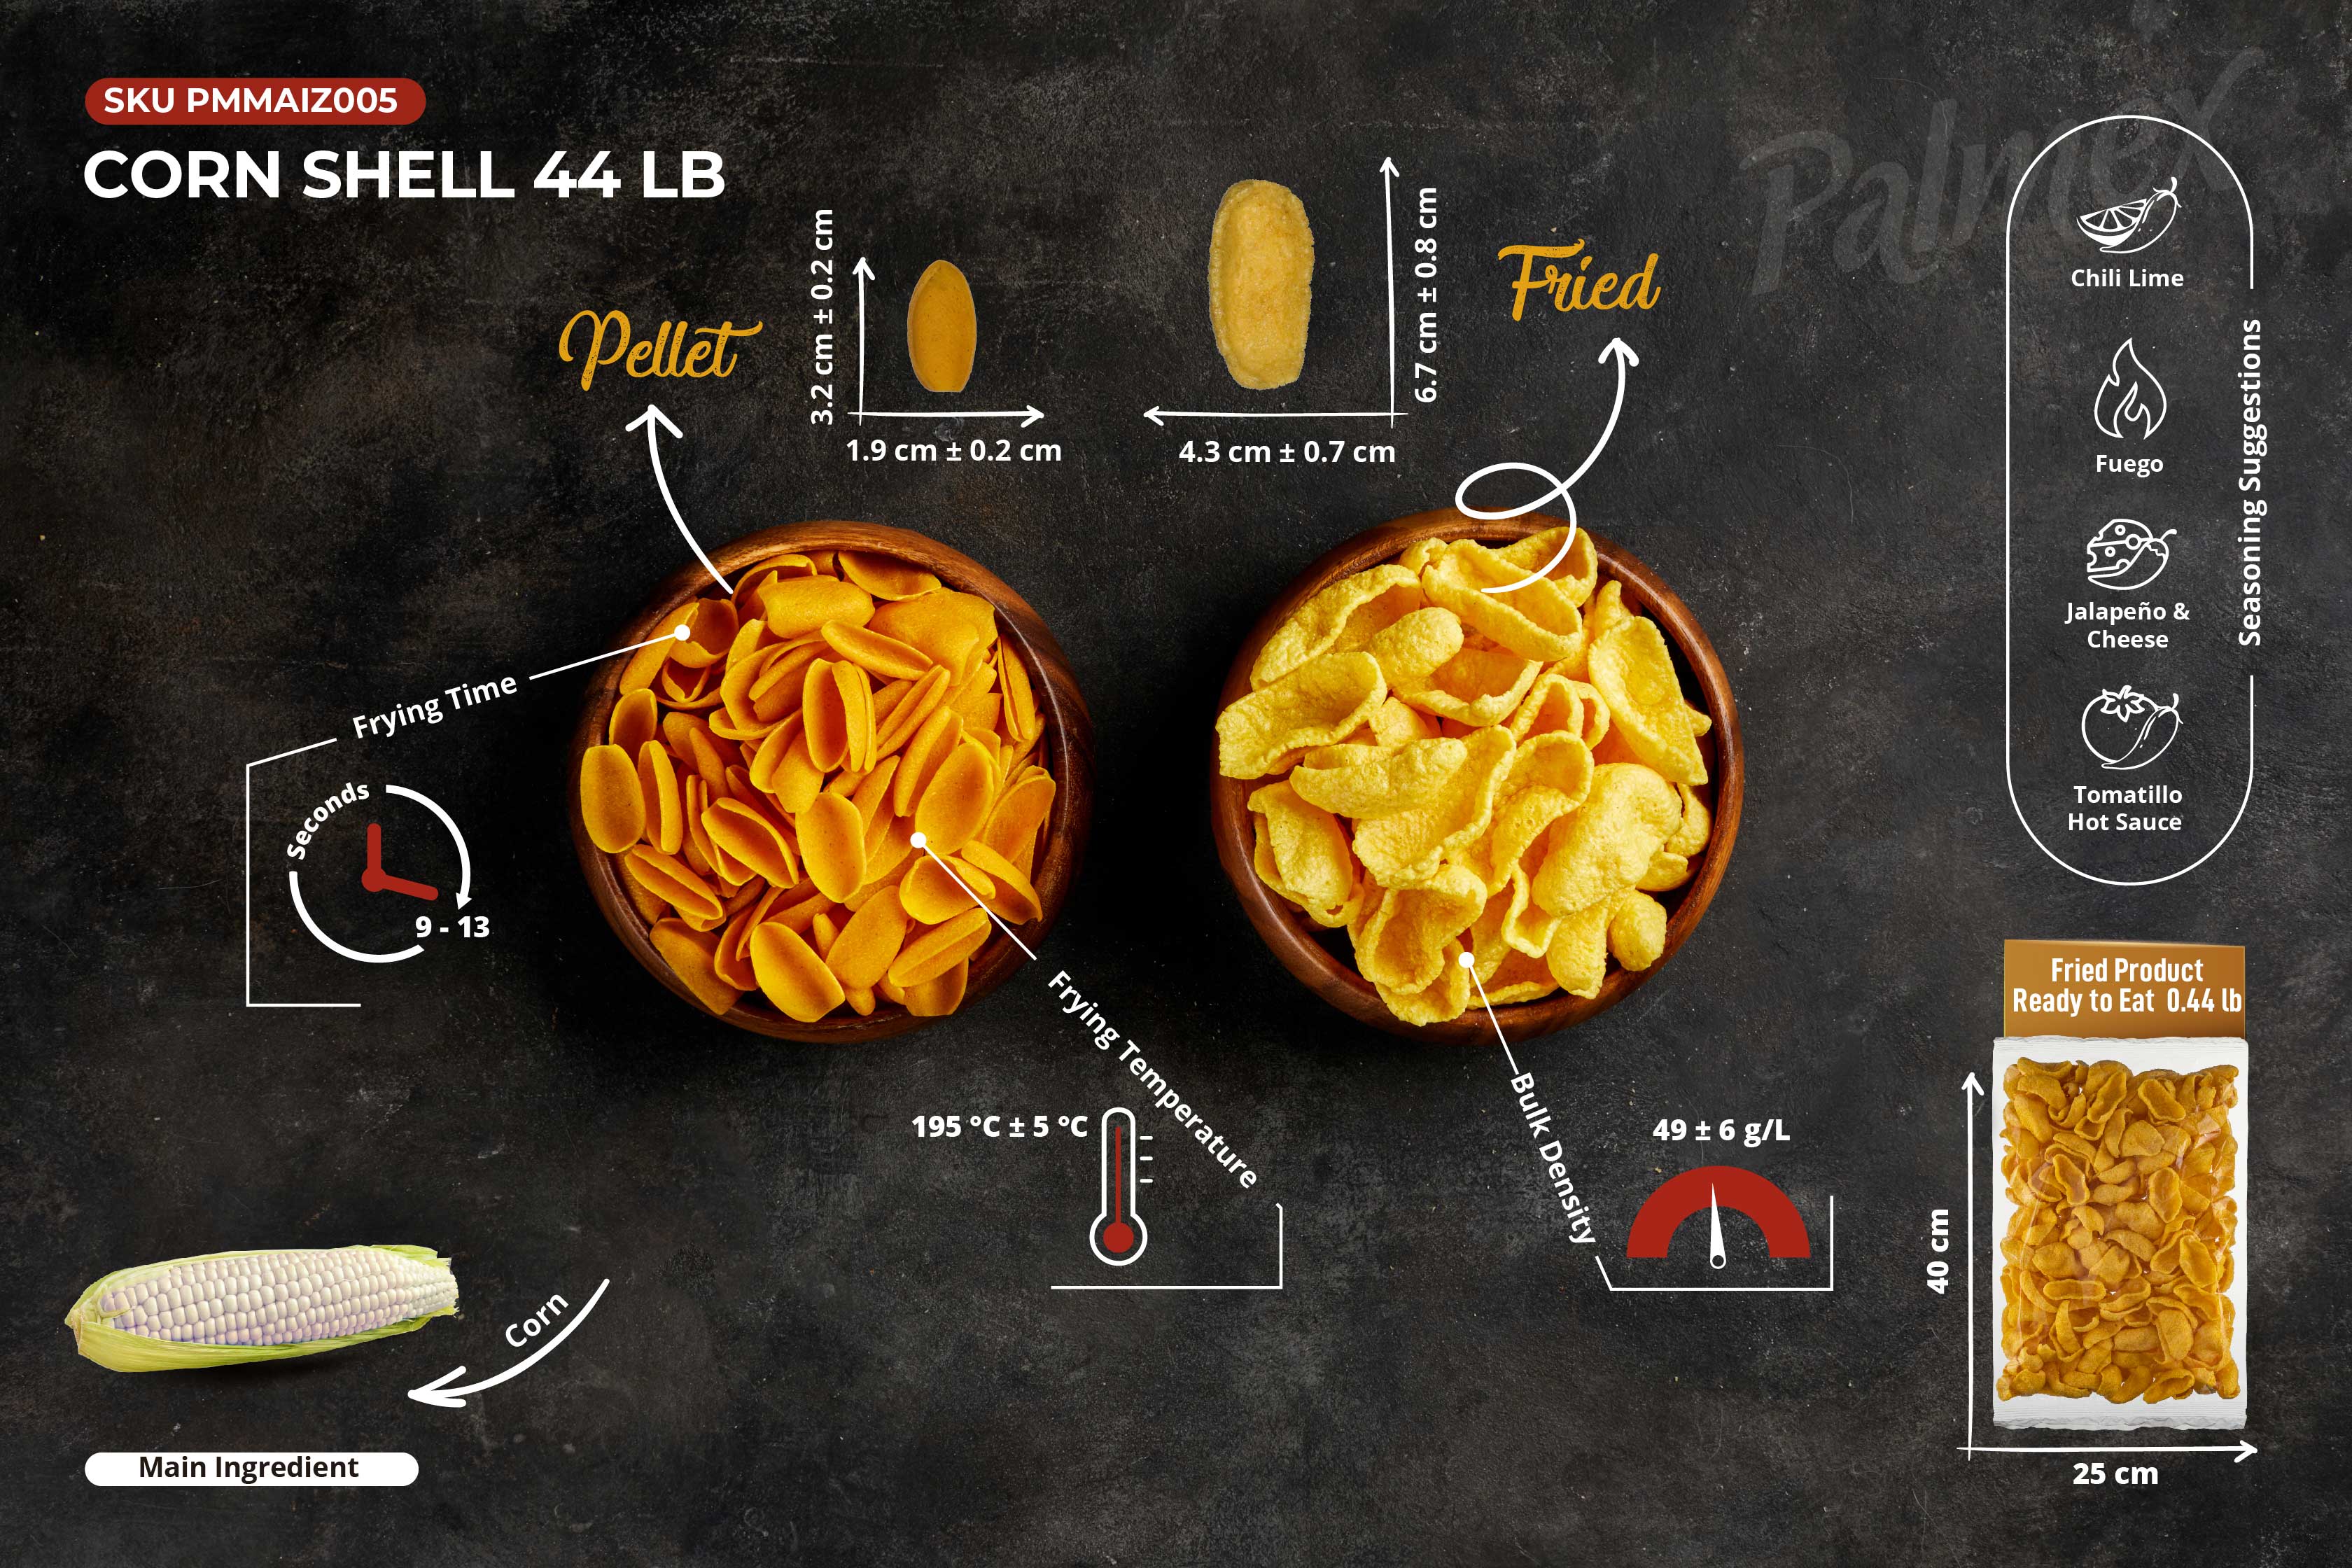 SKU PMMAIZ005
CORN SHELL 44 LB
Palmex
Pellet
3.2 cm ± 0.2 cm
1.9 cm ± 0.2 cm
6.7 cm ± 0.8 cm
4.3 cm ± 0.7 cm
Fried
Chili Lime
Fuego
Jalapeño &
Cheese
Tomatillo
Hot Sauce
Seasoning Suggestions
Frying Time
Seconds
9 - 13
Frying Temperature
195 °C ± 5 °C
Bulk Density
49 ± 6 g/L
Fried Product
Ready to Eat 0.44 lb
40 cm
25 cm
Corn
Main Ingredient